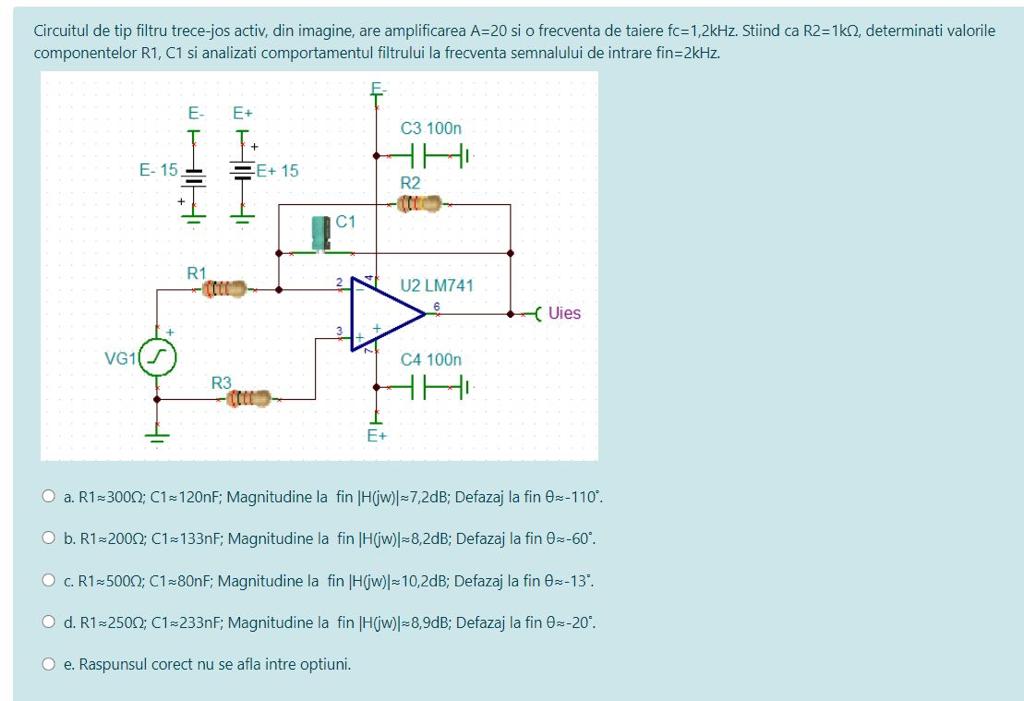 Circuitul de tip filtru trece-jos activ, din imagine, are amplificarea A=20 si o frecventa de taiere fc=1,2kHz. Stiind ca R2=1kΩ, determinati valorile
componentelor R1, C1 si analizati comportamentul filtrului la frecventa semnalului de intrare fin=2kHz.
E-
E- E+
C3 100n
+
E- 15 E+ 15
R2
+
C1
R1
2 4 U2 LM741
6
Uies
+
3
VG1
7
C4 100n
R3
E+
a. R1≈300Ω; C1≈120nF; Magnitudine la fin |H(jw)|≈7,2dB; Defazaj la fin θ≈-110°.
b. R1≈200Ω; C1≈133nF; Magnitudine la fin |H(jw)|≈8,2dB; Defazaj la fin θ≈-60°.
c. R1≈500Ω; C1≈80nF; Magnitudine la fin |H(jw)|≈10,2dB; Defazaj la fin θ≈-13°.
d. R1≈250Ω; C1≈233nF; Magnitudine la fin |H(jw)|≈8,9dB; Defazaj la fin θ≈-20°.
e. Raspunsul corect nu se afla intre optiuni.